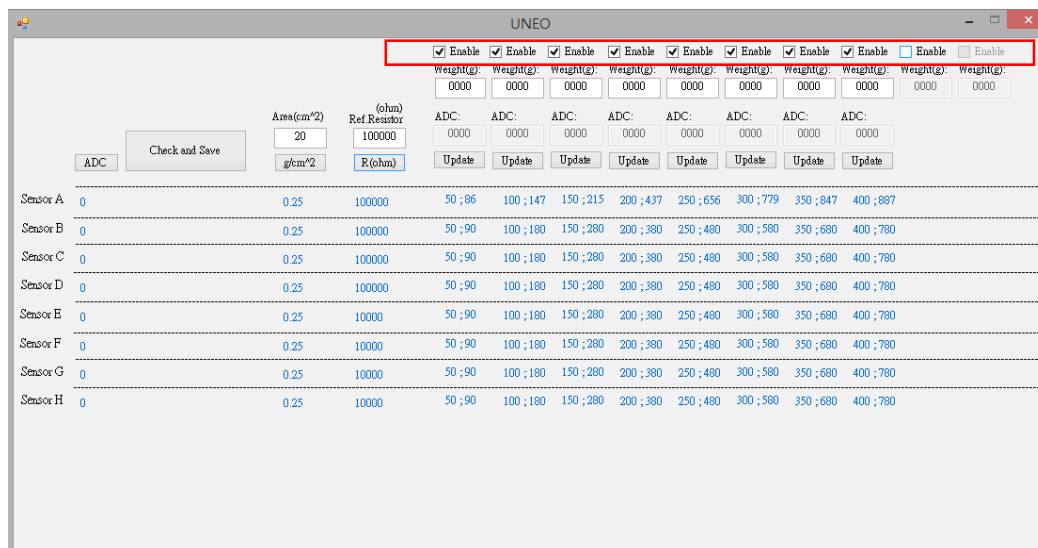 UNEO
Enable Enable Enable Enable Enable Enable Enable Enable Enable Enable
Weight(g): Weight(g): Weight(g): Weight(g): Weight(g): Weight(g): Weight(g): Weight(g): Weight(g): Weight(g):
0000 0000 0000 0000 0000 0000 0000 0000 0000 0000
(ohm)
Area(cm^2) Ref.Resistor ADC: ADC: ADC: ADC: ADC: ADC: ADC: ADC:
20 100000 0000 0000 0000 0000 0000 0000 0000 0000
ADC Check and Save g/cm^2 R(ohm) Update Update Update Update Update Update Update Update
Sensor A 0 0.25 100000 50 ;86 100 ;147 150 ;215 200 ;437 250 ;656 300 ;779 350 ;847 400 ;887
Sensor B 0 0.25 100000 50 ;90 100 ;180 150 ;280 200 ;380 250 ;480 300 ;580 350 ;680 400 ;780
Sensor C 0 0.25 100000 50 ;90 100 ;180 150 ;280 200 ;380 250 ;480 300 ;580 350 ;680 400 ;780
Sensor D 0 0.25 100000 50 ;90 100 ;180 150 ;280 200 ;380 250 ;480 300 ;580 350 ;680 400 ;780
Sensor E 0 0.25 10000 50 ;90 100 ;180 150 ;280 200 ;380 250 ;480 300 ;580 350 ;680 400 ;780
Sensor F 0 0.25 10000 50 ;90 100 ;180 150 ;280 200 ;380 250 ;480 300 ;580 350 ;680 400 ;780
Sensor G 0 0.25 10000 50 ;90 100 ;180 150 ;280 200 ;380 250 ;480 300 ;580 350 ;680 400 ;780
Sensor H 0 0.25 10000 50 ;90 100 ;180 150 ;280 200 ;380 250 ;480 300 ;580 350 ;680 400 ;780